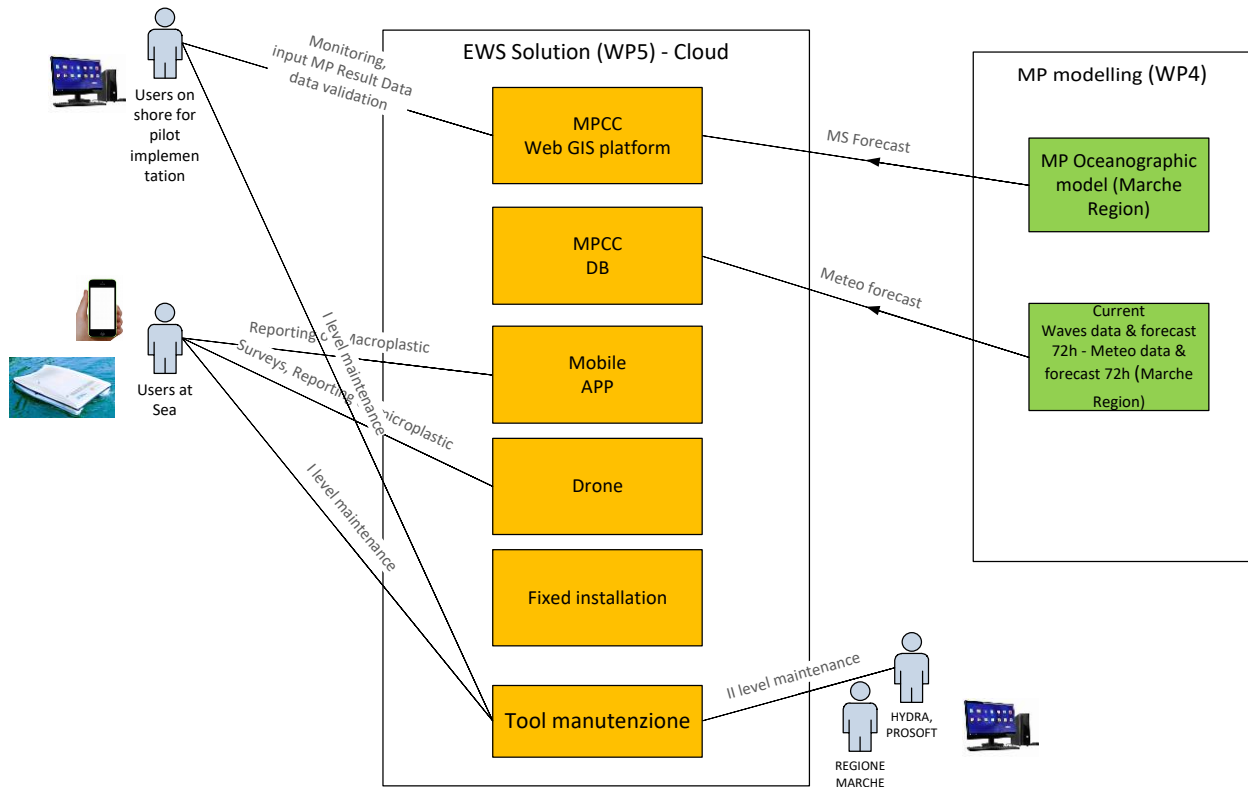 Users on
shore for
pilot
implemen
tation
Monitoring,
input MP Result Data
data validation
EWS Solution (WP5) - Cloud
MPCC
Web GIS platform
MPCC
DB
Mobile
APP
Drone
Fixed installation
Tool manutenzione
MP modelling (WP4)
MS Forecast
MP Oceanographic
model (Marche
Region)
Meteo forecast
Current
Waves data & forecast
72h - Meteo data &
forecast 72h (Marche
Region)
Users at
Sea
Reporting Macroplastic
Surveys, Reporting microplastic
I level maintenance
I level maintenance
II level maintenance
HYDRA,
PROSOFT
REGIONE
MARCHE